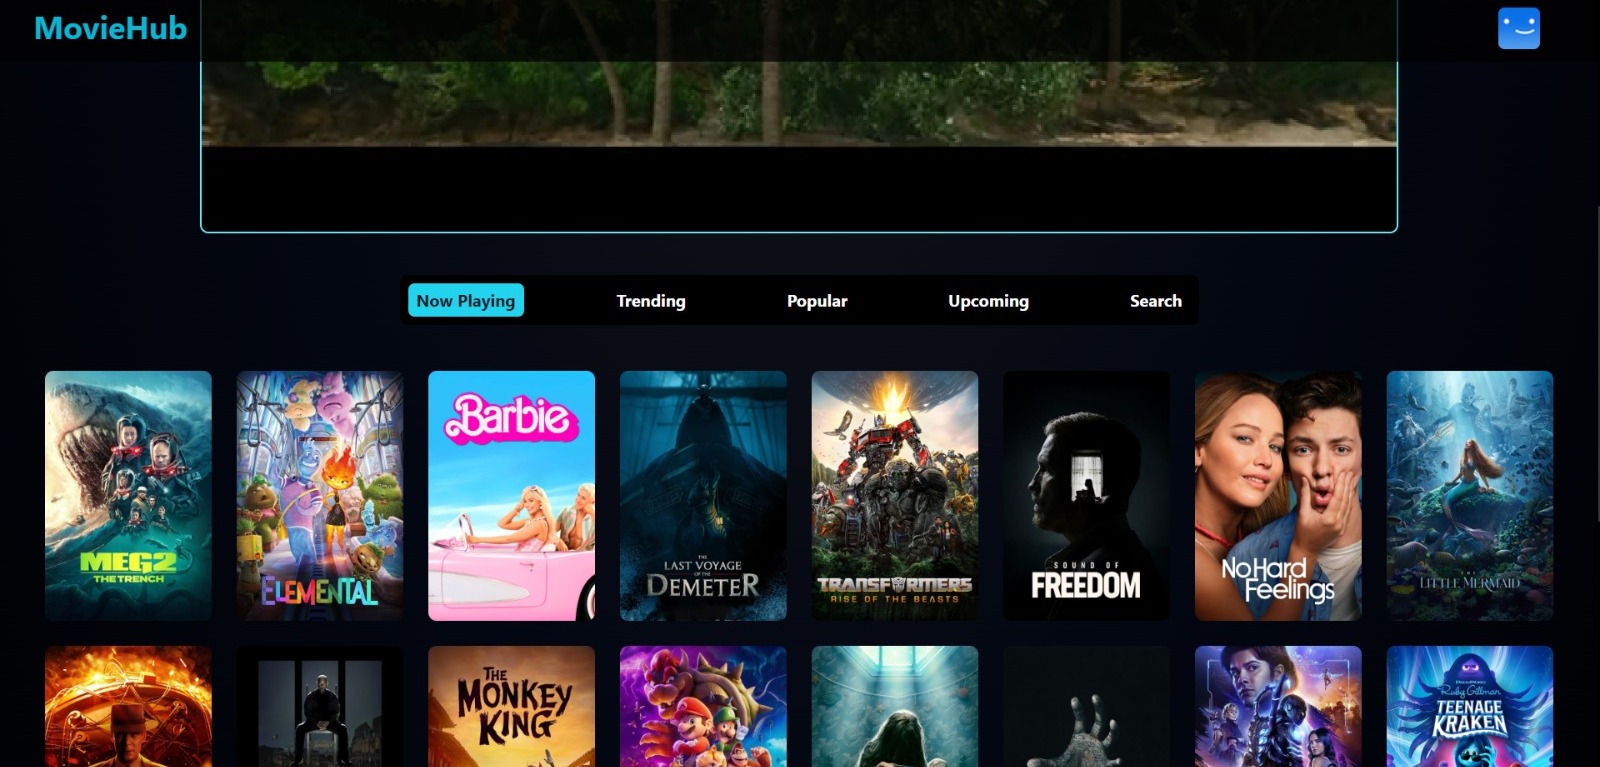 MovieHub
Now Playing
Trending
Popular
Upcoming
Search
MEG2
THE TRENCH
ELEMENTAL
Barbie
THE
LAST VOYAGE
OF THE
DEMETER
TRANSFORMERS
RISE OF THE BEASTS
SOUND OF
FREEDOM
No Hard
Feelings
THE
LITTLE MERMAID
THE
MONKEY
KING
DREAMWORKS
Ruby Gillman
TEENAGE
KRAKEN